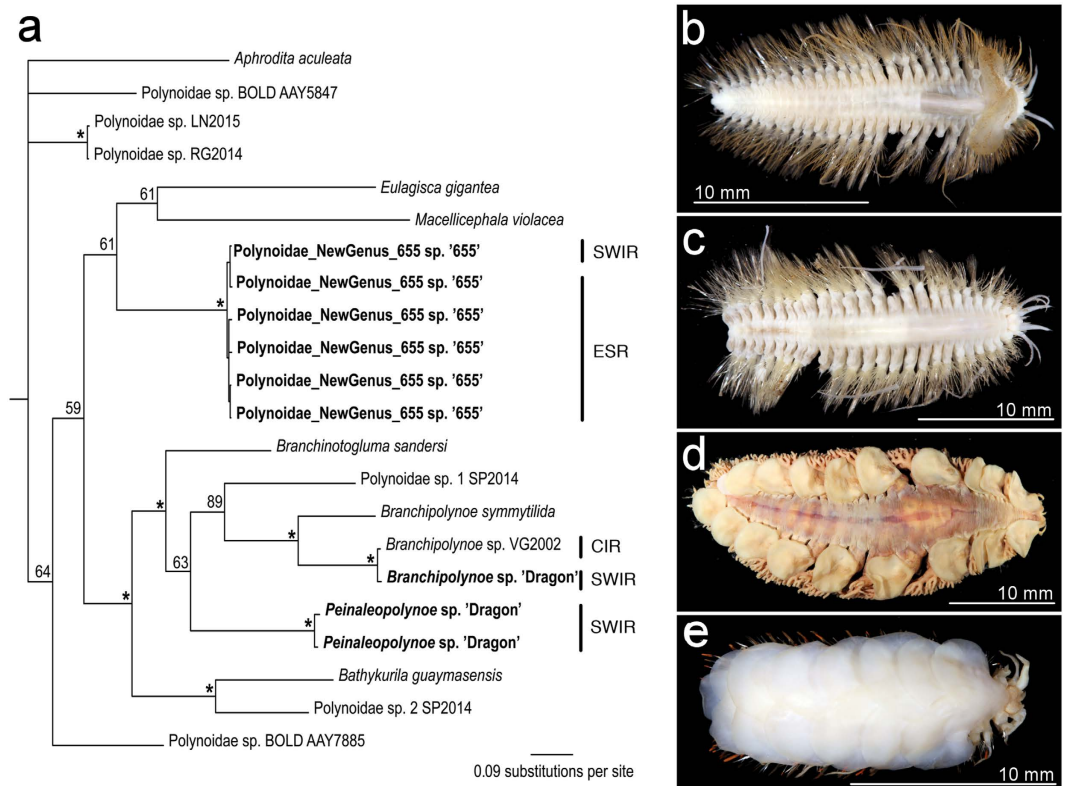 a
Aphrodita aculeata
Polynoidae sp. BOLD AAY5847
* Polynoidae sp. LN2015
Polynoidae sp. RG2014
61 Eulagisca gigantea
Macellicephala violacea
61
Polynoidae_NewGenus_655 sp. '655' SWIR
Polynoidae_NewGenus_655 sp. '655'
*
Polynoidae_NewGenus_655 sp. '655'
Polynoidae_NewGenus_655 sp. '655' ESR
Polynoidae_NewGenus_655 sp. '655'
Polynoidae_NewGenus_655 sp. '655'
59
Branchinotogluma sandersi
Polynoidae sp. 1 SP2014
89
*
Branchipolynoe symmytilida
*
Branchipolynoe sp. VG2002 CIR
*
63
Branchipolynoe sp. 'Dragon' SWIR
64
*
Peinaleopolynoe sp. 'Dragon'
*
SWIR
Peinaleopolynoe sp. 'Dragon'
Bathykurila guaymasensis
*
Polynoidae sp. 2 SP2014
Polynoidae sp. BOLD AAY7885
0.09 substitutions per site
b
10 mm
c
10 mm
d
10 mm
e
10 mm